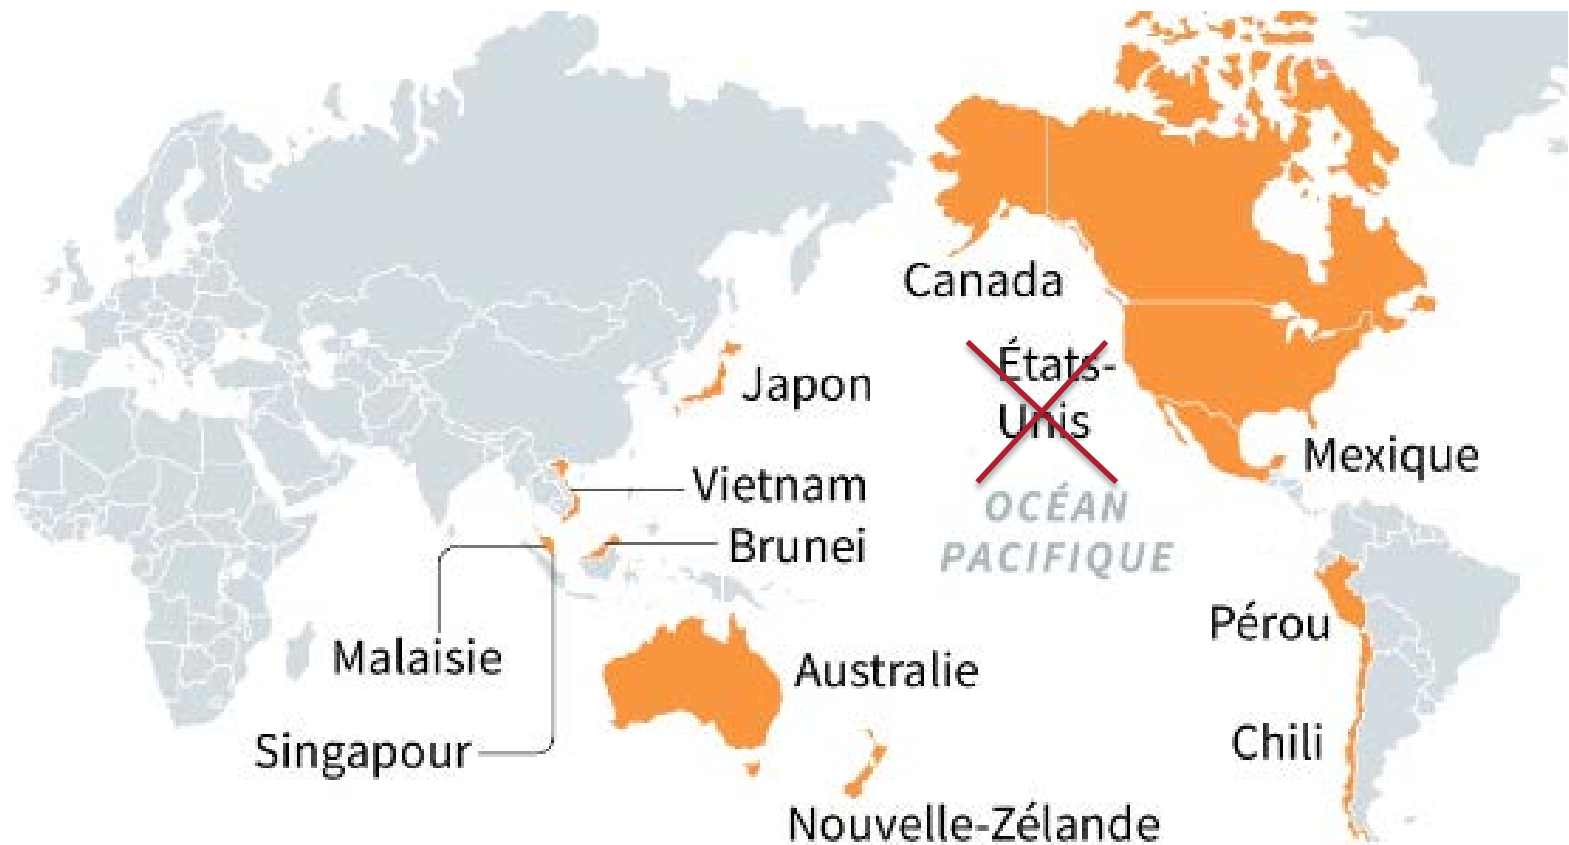 Canada
États-
Unis
Japon
Mexique
Vietnam
OCÉAN
PACIFIQUE
Brunei
Pérou
Malaisie
Australie
Singapour
Chili
Nouvelle-Zélande